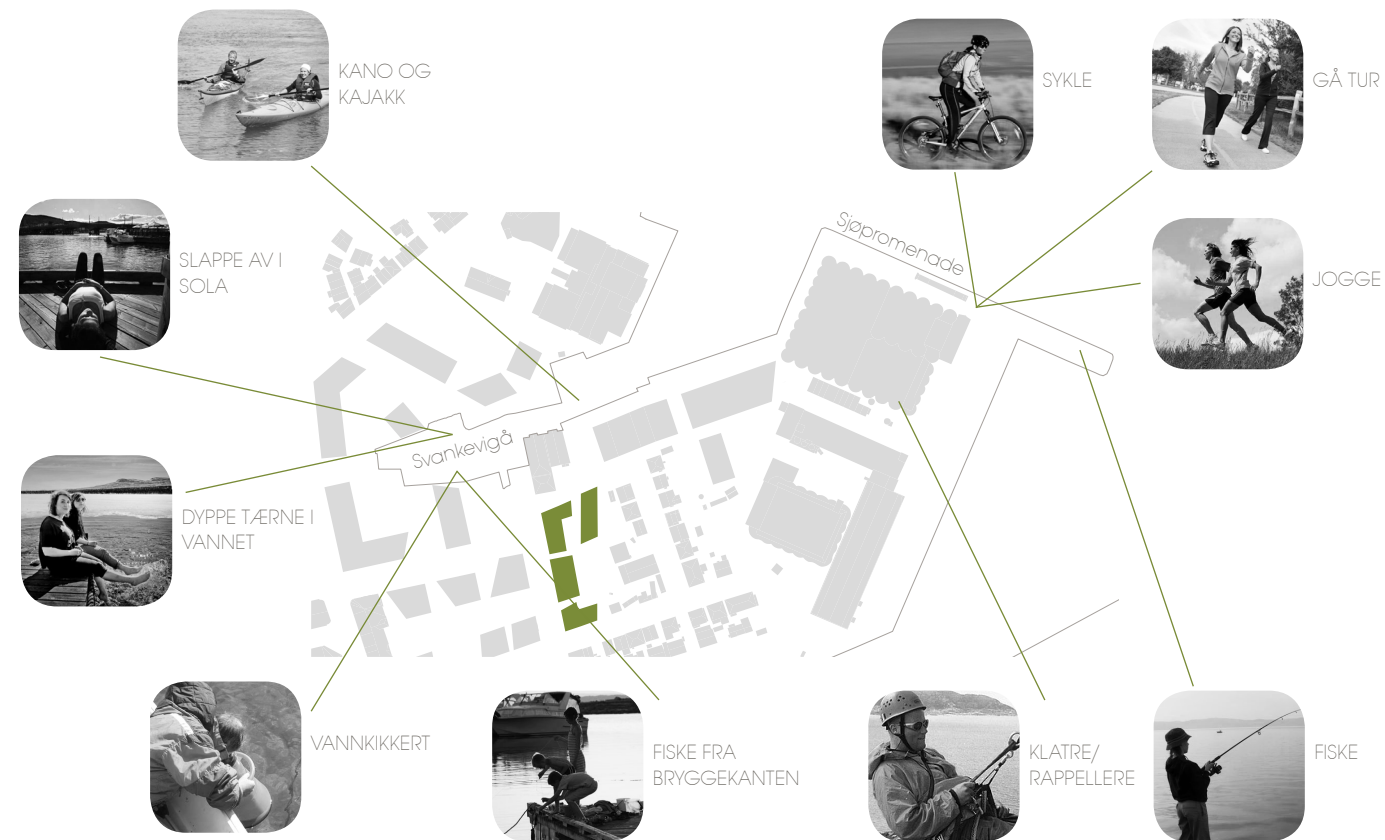 KANO OG
KAJAKK
SYKLE
GÅ TUR
SLAPPE AV I
SOLA
Sjøpromenade
JOGGE
Svankevigå
DYPPE TÆRNE I
VANNET
VANNKIKKERT
FISKE FRA
BRYGGEKANTEN
KLATRE/
RAPPELLERE
FISKE